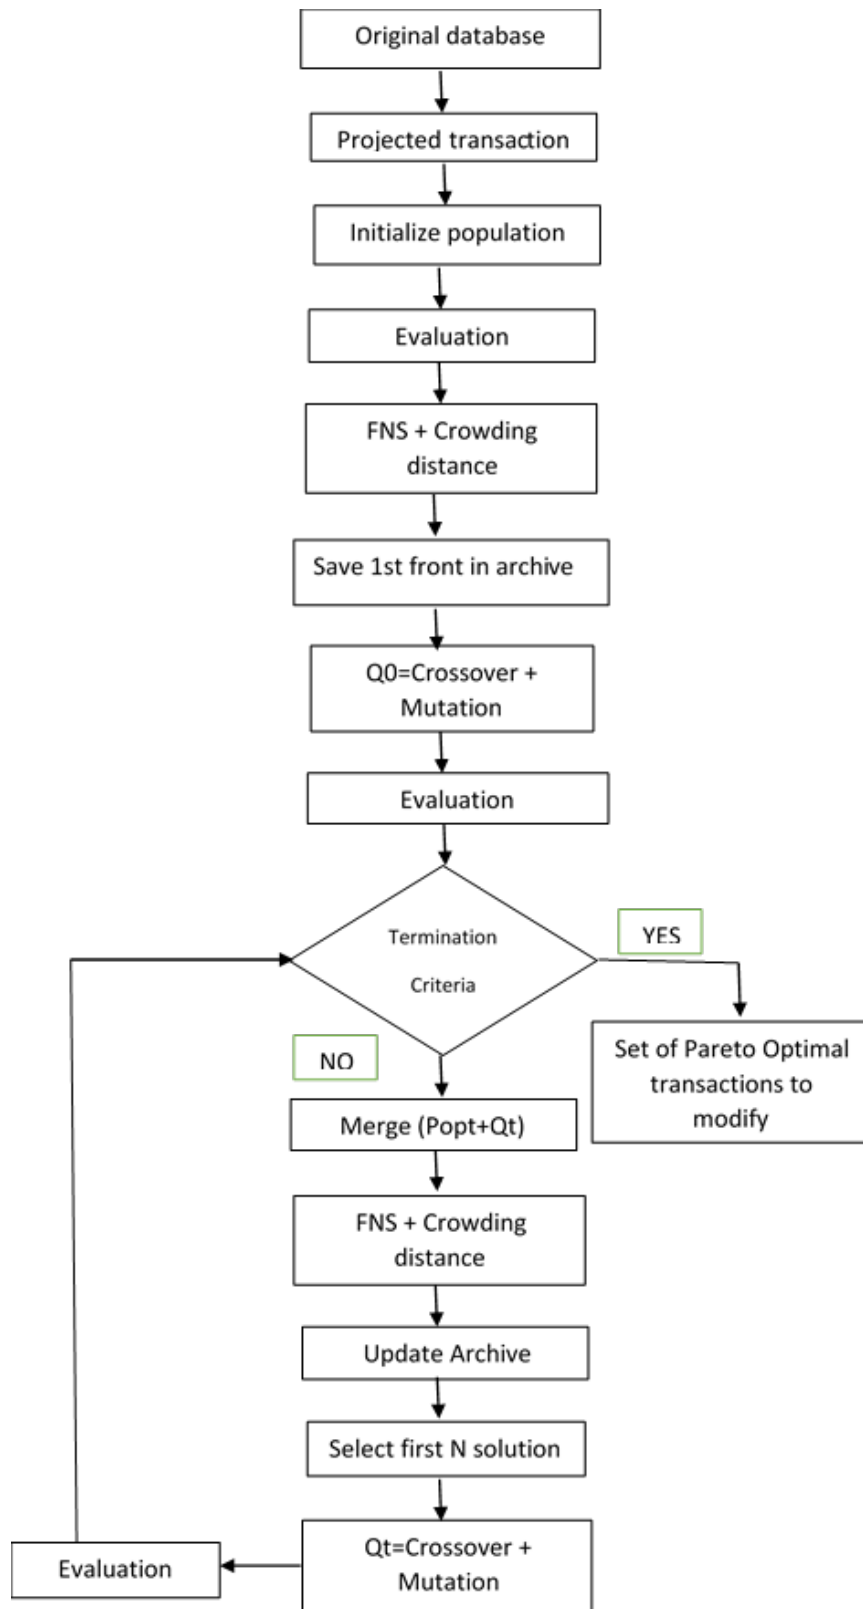 Original database
Projected transaction
Initialize population
Evaluation
FNS + Crowding
distance
Save 1st front in archive
Q0=Crossover +
Mutation
Evaluation
Termination
Criteria
YES
NO
Set of Pareto Optimal
transactions to
modify
Merge (Popt+Qt)
FNS + Crowding
distance
Update Archive
Select first N solution
Qt=Crossover +
Mutation
Evaluation